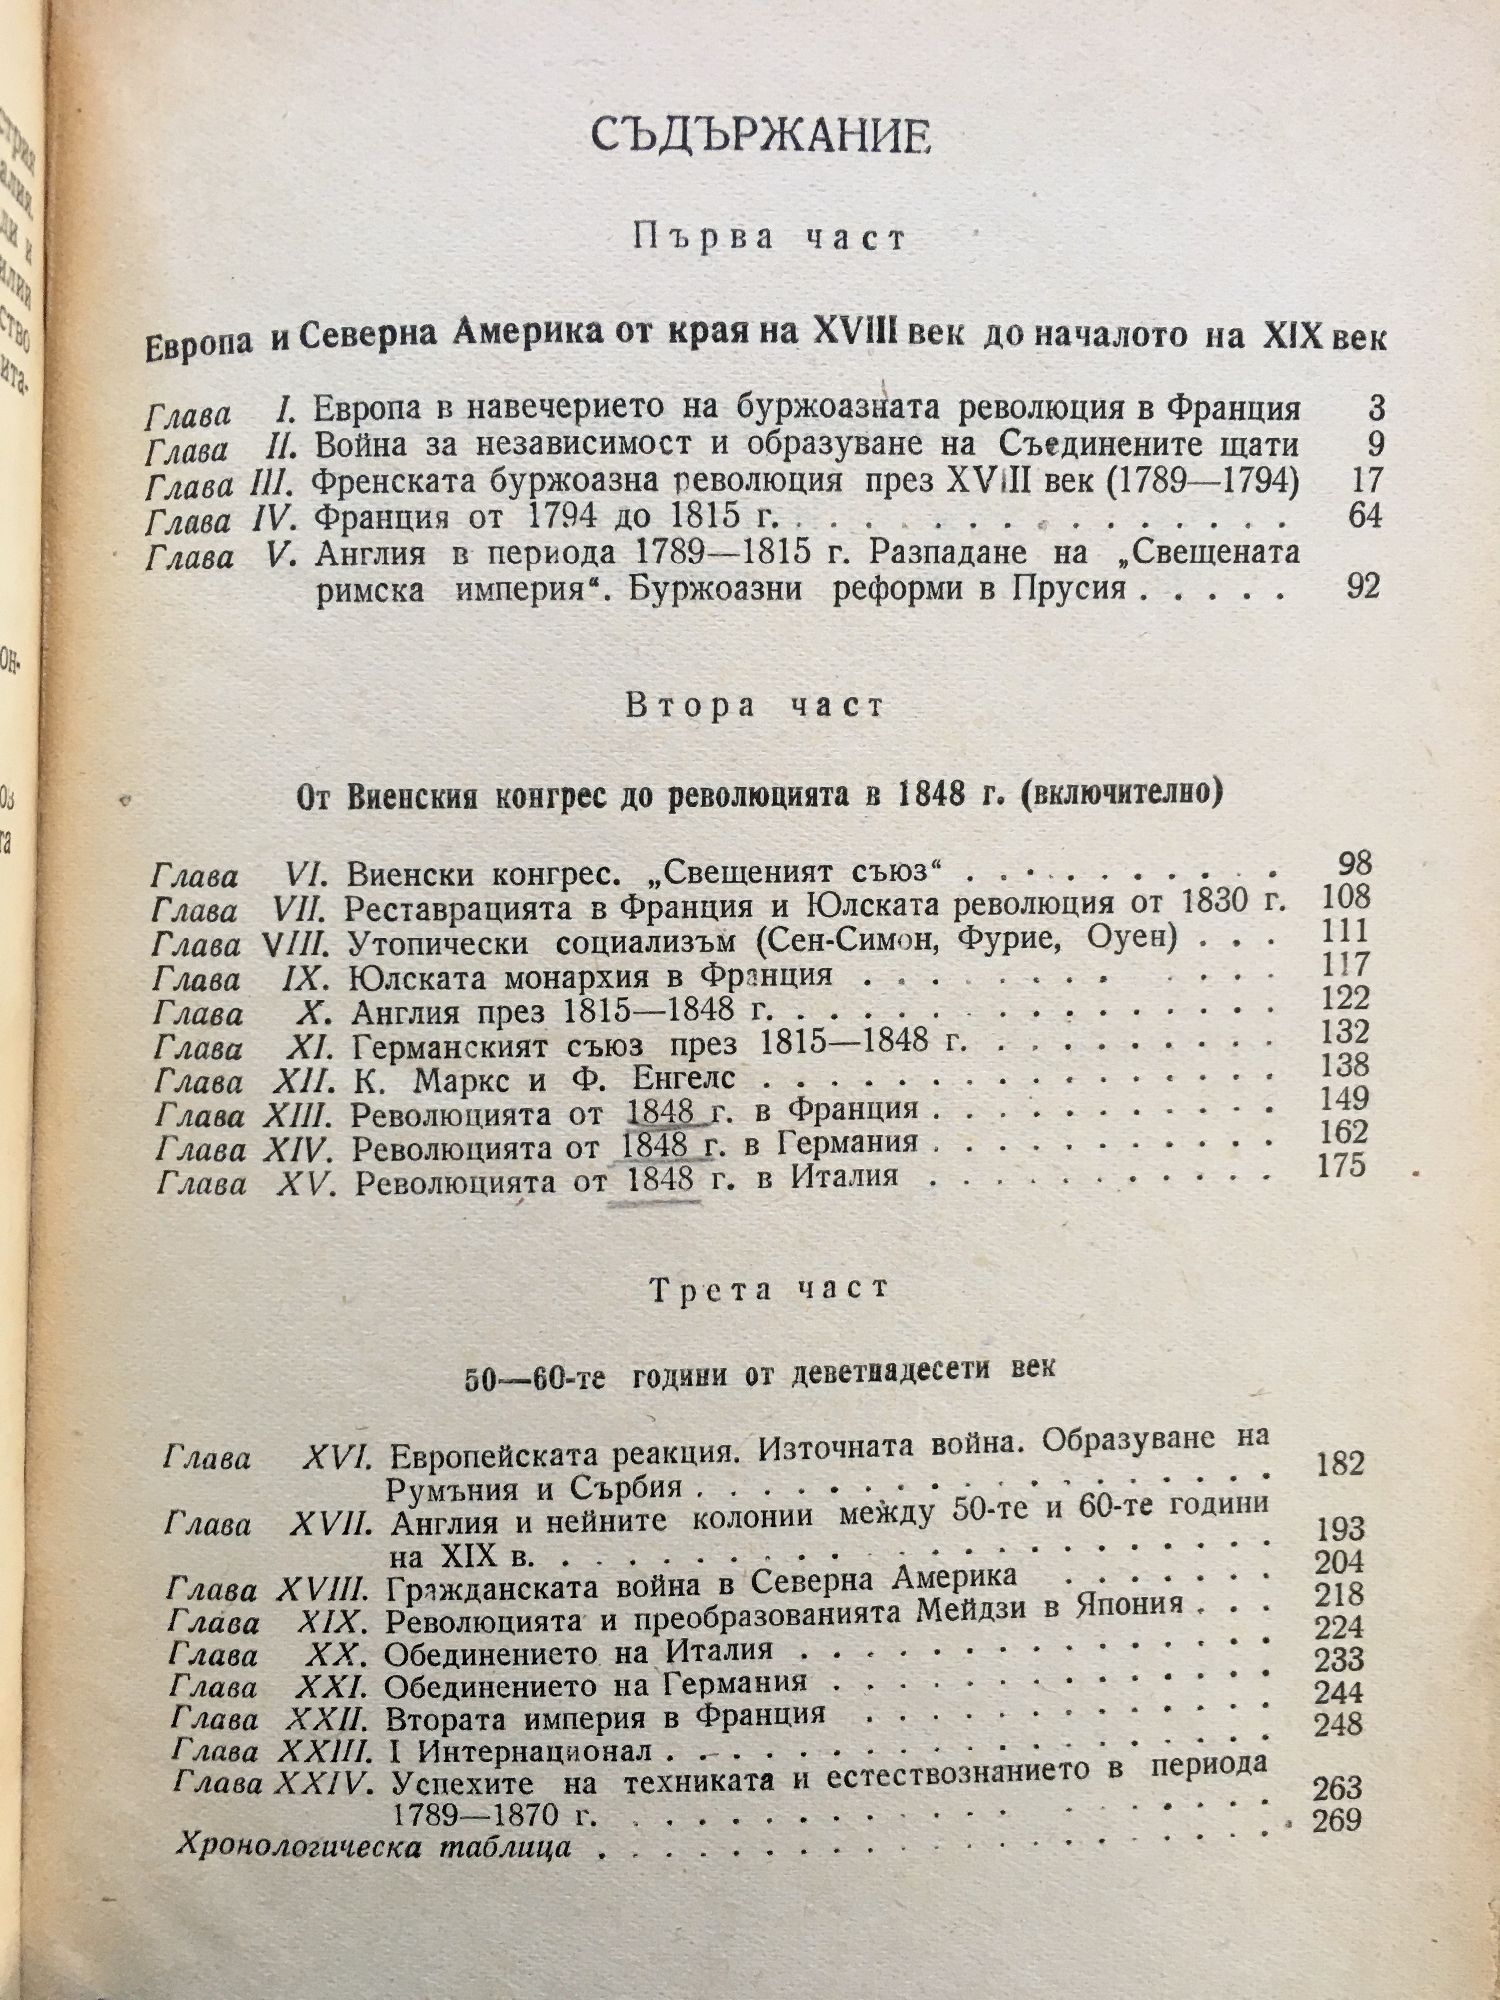 СЪДЪРЖАНИЕ
Първа част
Европа и Северна Америка от края на XVIII век до началото на XIX век
Глава I. Европа в навечерието на буржоазната революция в Франция 3
Глава II. Война за независимост и образуване на Съединените щати 9
Глава III. Френската буржоазна революция през XVIII век (1789—1794) 17
Глава IV. Франция от 1794 до 1815 г. . . . . . . . . . . . . . . . 64
Глава V. Англия в периода 1789—1815 г. Разпадане на „Свещената
римска империя“. Буржоазни реформи в Прусия . . . . . 92
Втора част
От Виенския конгрес до революцията в 1848 г. (включително)
Глава VI. Виенски конгрес. „Свещеният съюз“ . . . . . . . . . . 98
Глава VII. Реставрацията в Франция и Юлската революция от 1830 г. 108
Глава VIII. Утопически социализъм (Сен-Симон, Фурие, Оуен) . . . 111
Глава IX. Юлската монархия в Франция . . . . . . . . . . . . 117
Глава X. Англия през 1815—1848 г. . . . . . . . . . . . . . . . 122
Глава XI. Германският съюз през 1815—1848 г. . . . . . . . . . . 132
Глава XII. К. Маркс и Ф. Енгелс . . . . . . . . . . . . . . . . 138
Глава XIII. Революцията от 1848 г. в Франция . . . . . . . . . . . 149
Глава XIV. Революцията от 1848 г. в Германия . . . . . . . . . . . 162
Глава XV. Революцията от 1848 г. в Италия . . . . . . . . . . . 175
Трета част
50—60-те години от деветнадесети век
Глава XVI. Европейската реакция. Източната война. Образуване на
Румъния и Сърбия . . . . . . . . . . . . . . . . . . 182
Глава XVII. Англия и нейните колонии между 50-те и 60-те години
на XIX в. . . . . . . . . . . . . . . . . . . . . . . 193
Глава XVIII. Гражданската война в Северна Америка . . . . . . . 204
Глава XIX. Революцията и преобразованията Мейдзи в Япония . . . 218
Глава XX. Обединението на Италия . . . . . . . . . . . . . . 224
Глава XXI. Обединението на Германия . . . . . . . . . . . . . 233
Глава XXII. Втората империя в Франция . . . . . . . . . . . . 244
Глава XXIII. I Интернационал . . . . . . . . . . . . . . . . . . 248
Глава XXIV. Успехите на техниката и естествознанието в периода
1789—1870 г. . . . . . . . . . . . . . . . . . . . . 263
Хронологическа таблица . . . . . . . . . . . . . . . . . . . . 269